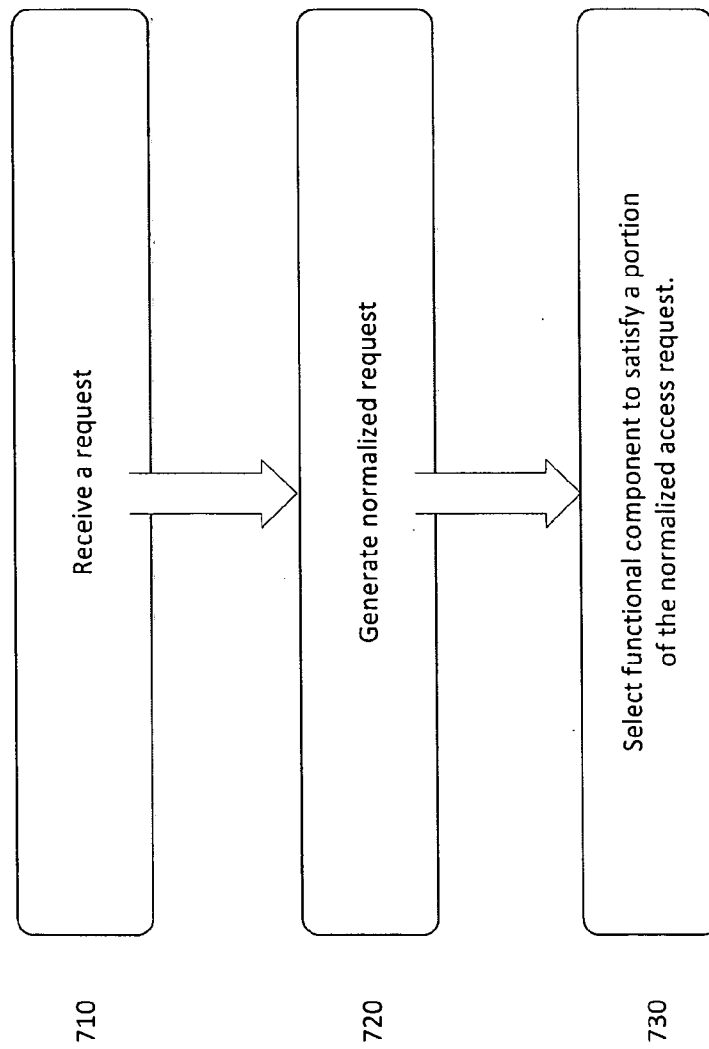 710
Receive a request
720
Generate normalized request
730
Select functional component to satisfy a portion
of the normalized access request.